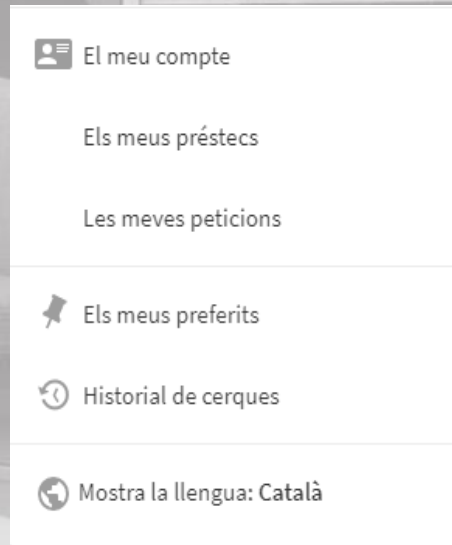 El meu compte
Els meus préstecs
Les meves peticions
Els meus preferits
Historial de cerques
Mostra la llengua: Català